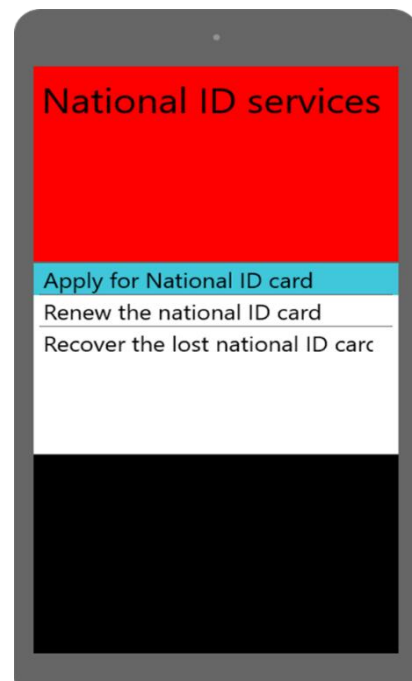 National ID services
Apply for National ID card
Renew the national ID card
Recover the lost national ID carc